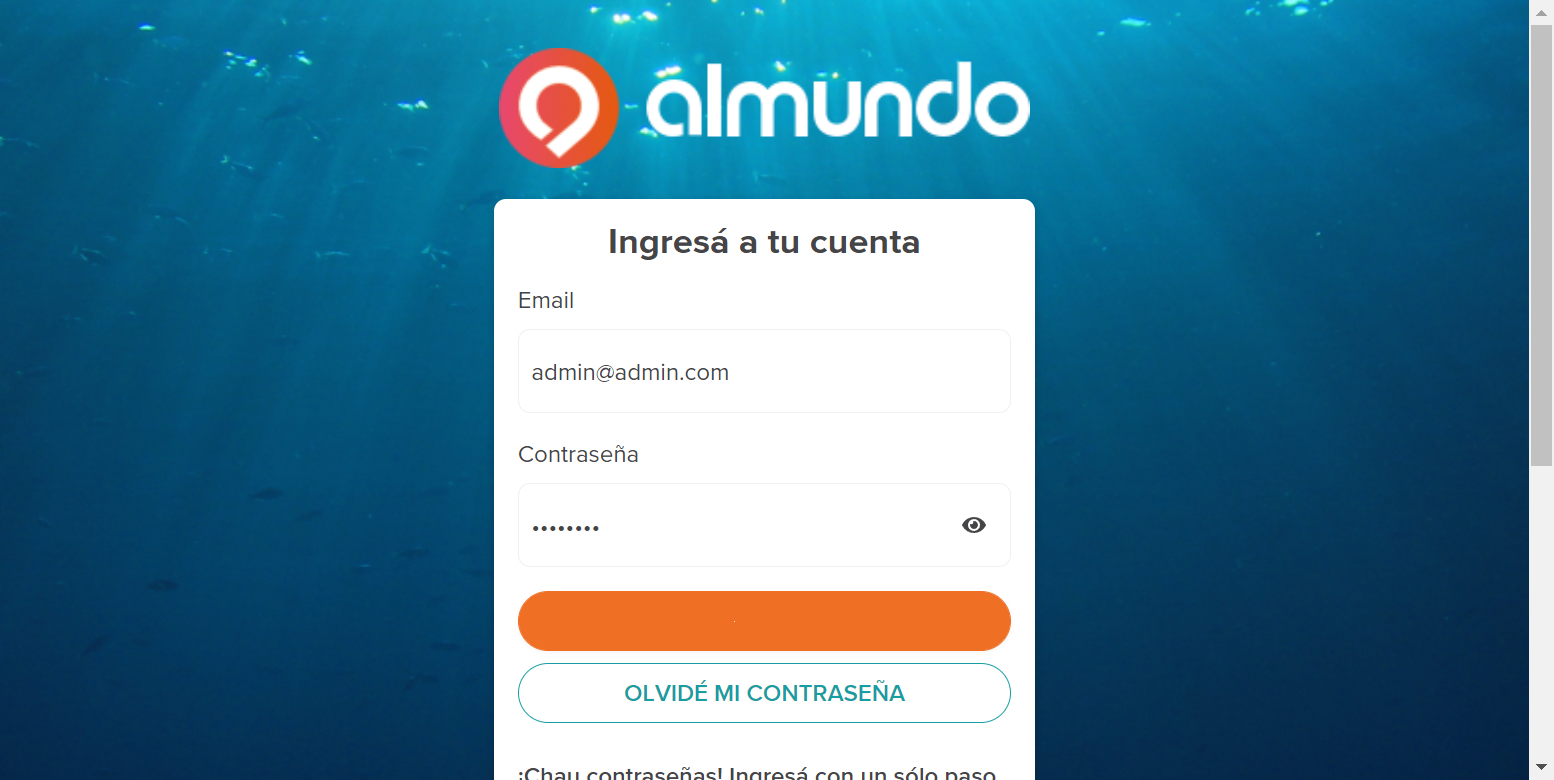 almundo
Ingresá a tu cuenta
Email
admin@admin.com
Contraseña
••••••••
OLVIDÉ MI CONTRASEÑA
¡Chau contraseñas! Ingresá con un sólo paso